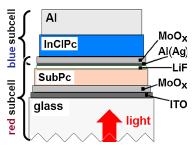 blue subcell
red subcell
Al
InClPc
SubPc
glass
light
MoOx
Al(Ag)
LiF
MoOx
ITO